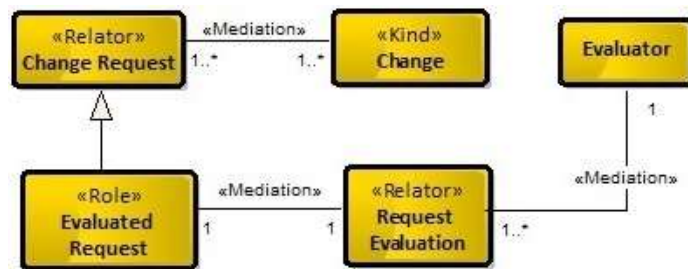 «Relator»
Change Request
«Mediation»
1..*
1..*
«Kind»
Change
Evaluator
1
«Mediation»
«Role»
Evaluated
Request
«Mediation»
1
1
«Relator»
Request
Evaluation
1..*